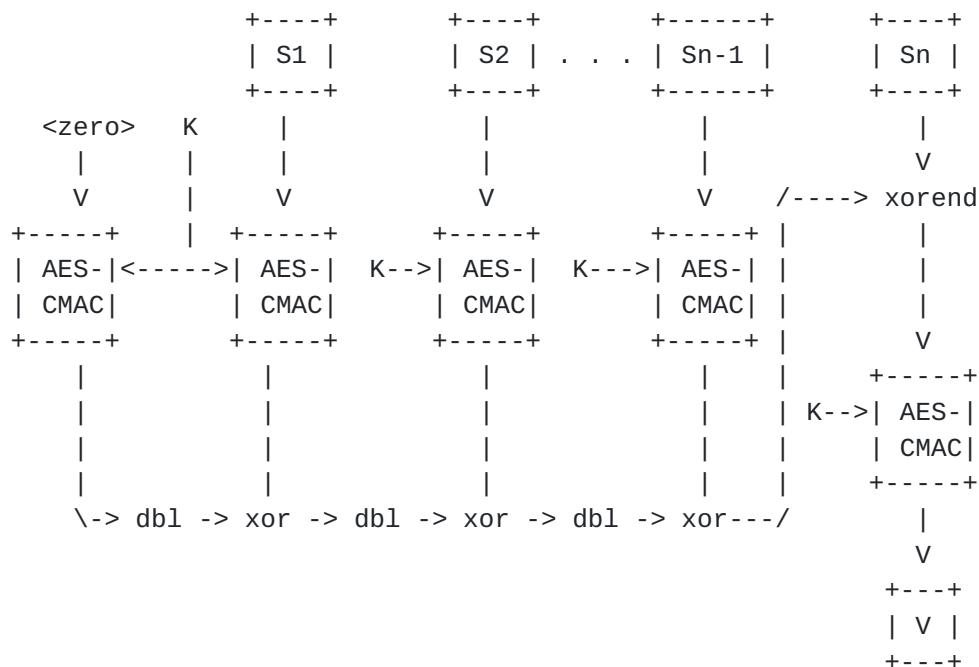 +----+       +----+       +------+      +----+
                | S1 |       | S2 | . . . | Sn-1 |      | Sn |
                +----+       +----+       +------+      +----+
  <zero>   K     |            |              |             |
    |      |     |            |              |             V
    V      |     V            V              V    /----> xorend
+-----+    |  +-----+      +-----+        +-----+ |        |
| AES-|<----->| AES-|  K-->| AES-|  K--->| AES-| |        |
| CMAC|       | CMAC|      | CMAC|        | CMAC| |        |
+-----+       +-----+      +-----+        +-----+ |        V
    |           |             |              |    |     +-----+
    |           |             |              |    | K-->| AES-|
    |           |             |              |    |     | CMAC|
    |           |             |              |    |     +-----+
    \-> dbl -> xor -> dbl -> xor -> dbl -> xor---/         |
                                                           V
                                                         +---+
                                                         | V |
                                                         +---+